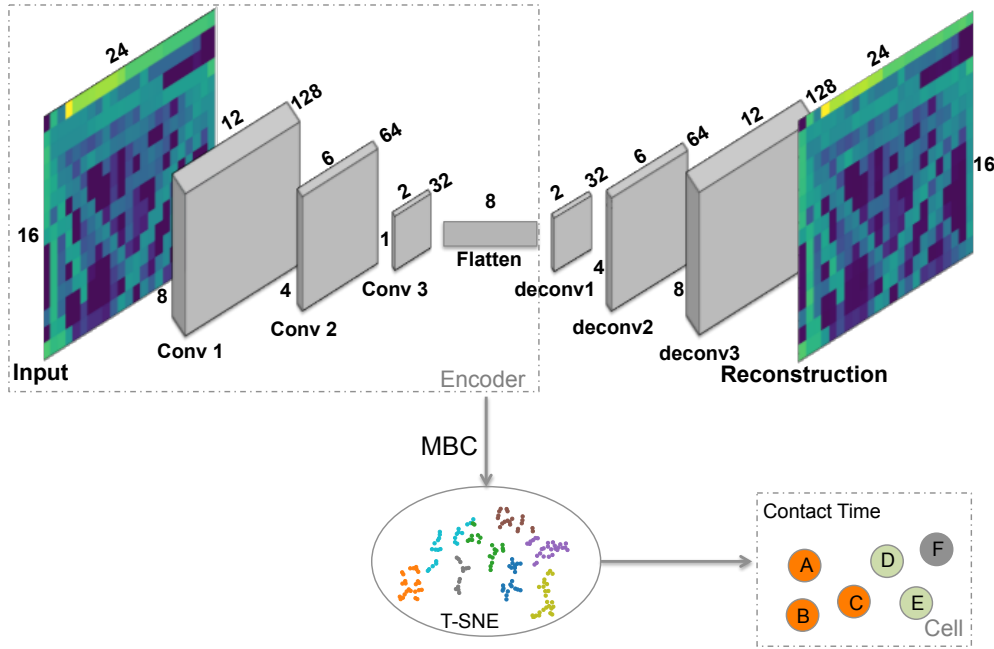 24
16
Input
12
128
8
Conv 1
6
64
4
Conv 2
2
32
1
Conv 3
8
Flatten
Encoder
2
32
deconv1
6
64
4
deconv2
12
128
8
deconv3
24
16
Reconstruction
MBC
T-SNE
Contact Time
A
B
C
D
E
F
Cell